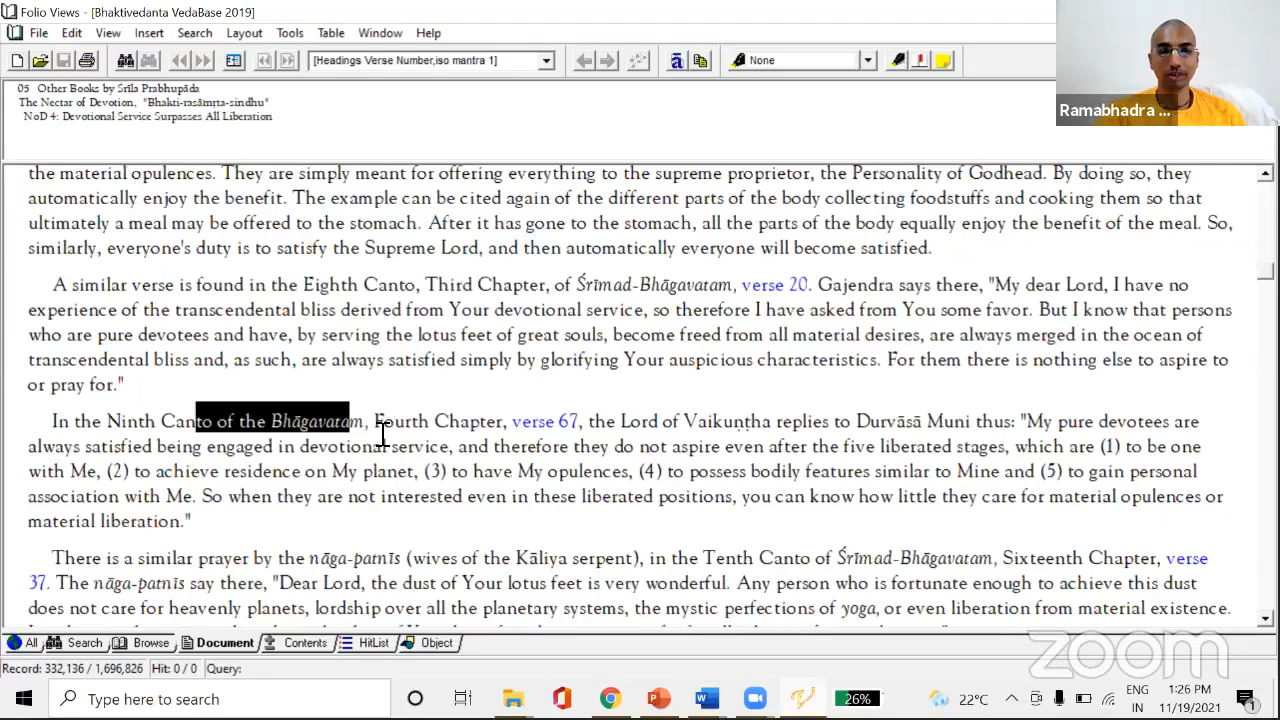 Folio Views - [Bhaktivedanta VedaBase 2019]
File Edit View Insert Search Layout Tools Table Window Help
[Headings Verse Number,iso mantra 1]
None
Ramabhadra ...
05 Other Books by Srīla Prabhupāda
The Nectar of Devotion, "Bhakti-rasāmṛta-sindhu"
NoD 4: Devotional Service Surpasses All Liberation
the material opulences. They are simply meant for offering everything to the supreme proprietor, the Personality of Godhead. By doing so, they
automatically enjoy the benefit. The example can be cited again of the different parts of the body collecting foodstuffs and cooking them so that
ultimately a meal may be offered to the stomach. After it has gone to the stomach, all the parts of the body equally enjoy the benefit of the meal. So,
similarly, everyone's duty is to satisfy the Supreme Lord, and then automatically everyone will become satisfied.
A similar verse is found in the Eighth Canto, Third Chapter, of Śrīmad-Bhāgavatam, verse 20. Gajendra says there, "My dear Lord, I have no
experience of the transcendental bliss derived from Your devotional service, so therefore I have asked from You some favor. But I know that persons
who are pure devotees and have, by serving the lotus feet of great souls, become freed from all material desires, are always merged in the ocean of
transcendental bliss and, as such, are always satisfied simply by glorifying Your auspicious characteristics. For them there is nothing else to aspire to
or pray for."
In the Ninth Canto of the Bhāgavatam, Fourth Chapter, verse 67, the Lord of Vaikuṇṭha replies to Durvāsā Muni thus: "My pure devotees are
always satisfied being engaged in devotional service, and therefore they do not aspire even after the five liberated stages, which are (1) to be one
with Me, (2) to achieve residence on My planet, (3) to have My opulences, (4) to possess bodily features similar to Mine and (5) to gain personal
association with Me. So when they are not interested even in these liberated positions, you can know how little they care for material opulences or
material liberation."
There is a similar prayer by the nāga-patnīs (wives of the Kāliya serpent), in the Tenth Canto of Śrīmad-Bhāgavatam, Sixteenth Chapter, verse
37. The nāga-patnīs say there, "Dear Lord, the dust of Your lotus feet is very wonderful. Any person who is fortunate enough to achieve this dust
does not care for heavenly planets, lordship over all the planetary systems, the mystic perfections of yoga, or even liberation from material existence.
All Search Browse Document Contents HitList Object
Record: 332,136 / 1,696,826 Hit: 0 / 0 Query:
zoom
Type here to search
26%
22°C
ENG
IN
1:26 PM
11/19/2021
1